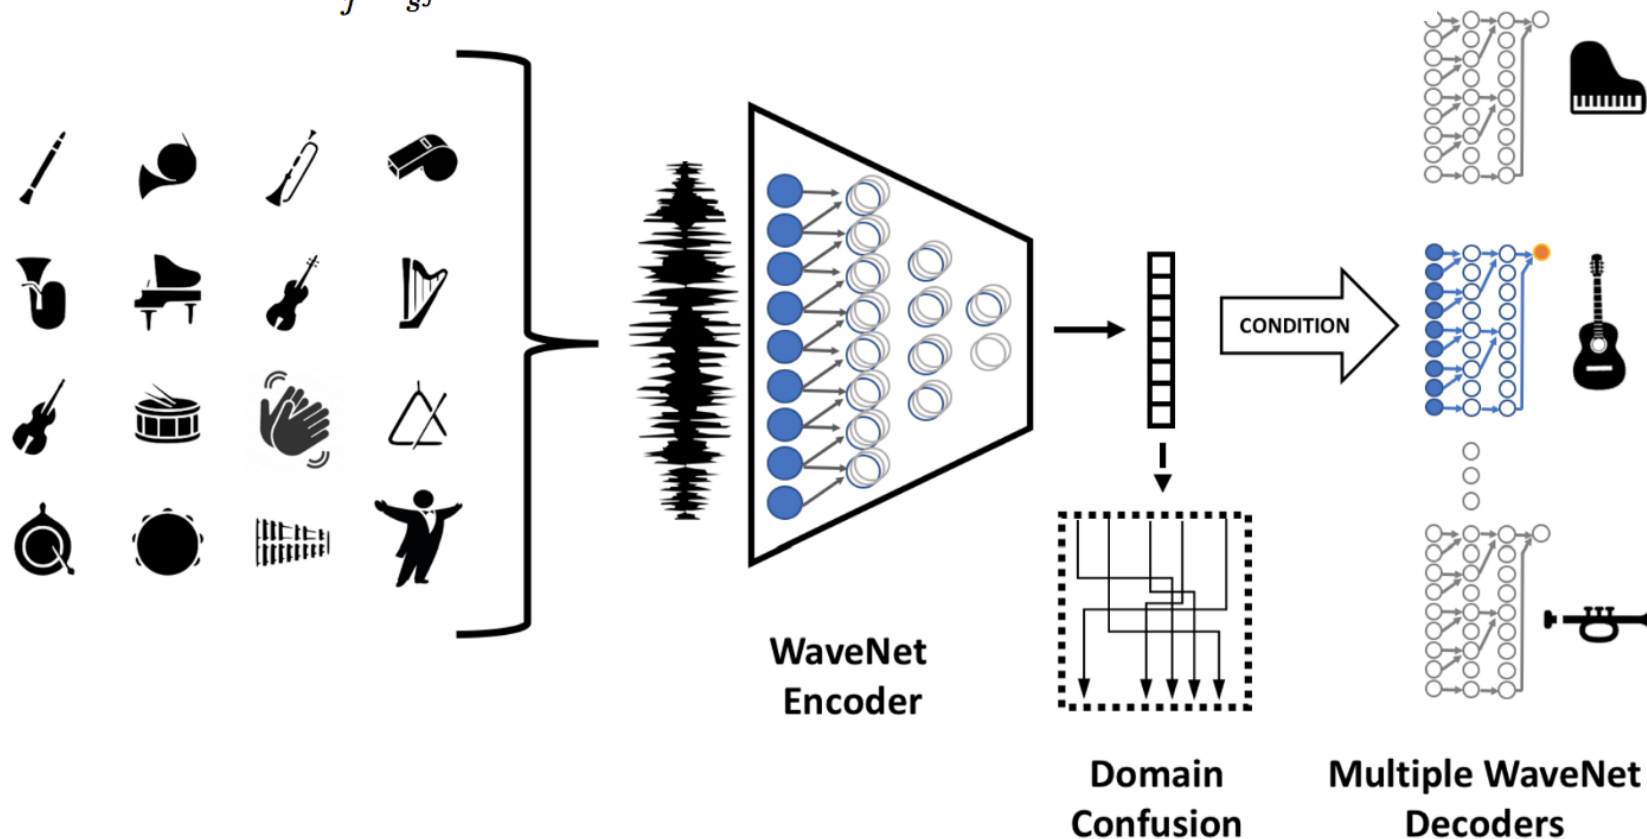 CONDITION
WaveNet
Encoder
Domain
Confusion
Multiple WaveNet
Decoders